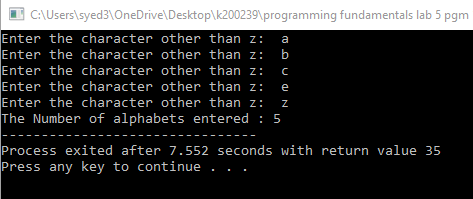 C:\Users\syed3\OneDrive\Desktop\k200239\programming fundamentals lab 5 pgm
Enter the character other than z:  a
Enter the character other than z:  b
Enter the character other than z:  c
Enter the character other than z:  e
Enter the character other than z:  z
The Number of alphabets entered : 5
--------------------------------
Process exited after 7.552 seconds with return value 35
Press any key to continue . . .